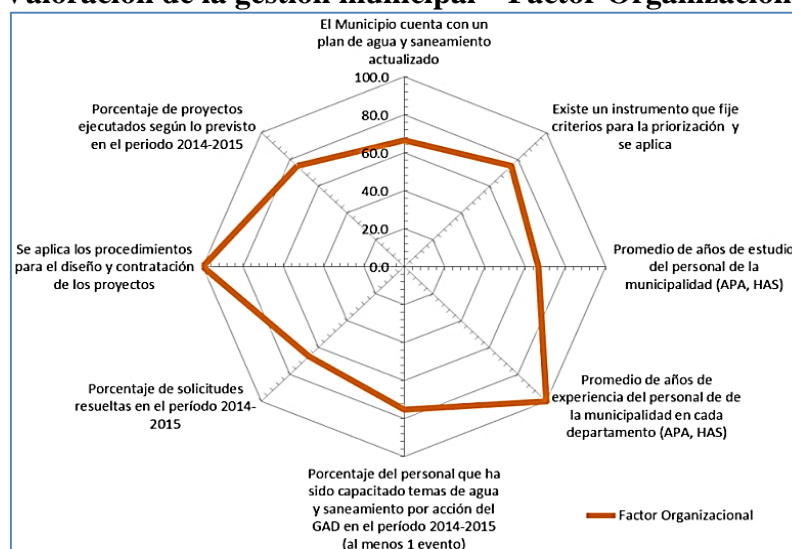 Valoración de la gestión municipal - Factor Organizacion
El Municipio cuenta con un
plan de agua y saneamiento
actualizado
100.0
80.0
60.0
40.0
20.0
0.0
Existe un instrumento que fije
criterios para la priorización y
se aplica
Promedio de años de estudio
del personal de la
municipalidad (APA, HAS)
Promedio de años de
experiencia del personal de de
la municipalidad en cada
departamento (APA, HAS)
Porcentaje del personal que ha
sido capacitado temas de agua
y saneamiento por acción del
GAD en el período 2014-2015
(al menos 1 evento)
Porcentaje de solicitudes
resueltas en el período 2014-
2015
Se aplica los procedimientos
para el diseño y contratación
de los proyectos
Porcentaje de proyectos
ejecutados según lo previsto
en el periodo 2014-2015
Factor Organizacional